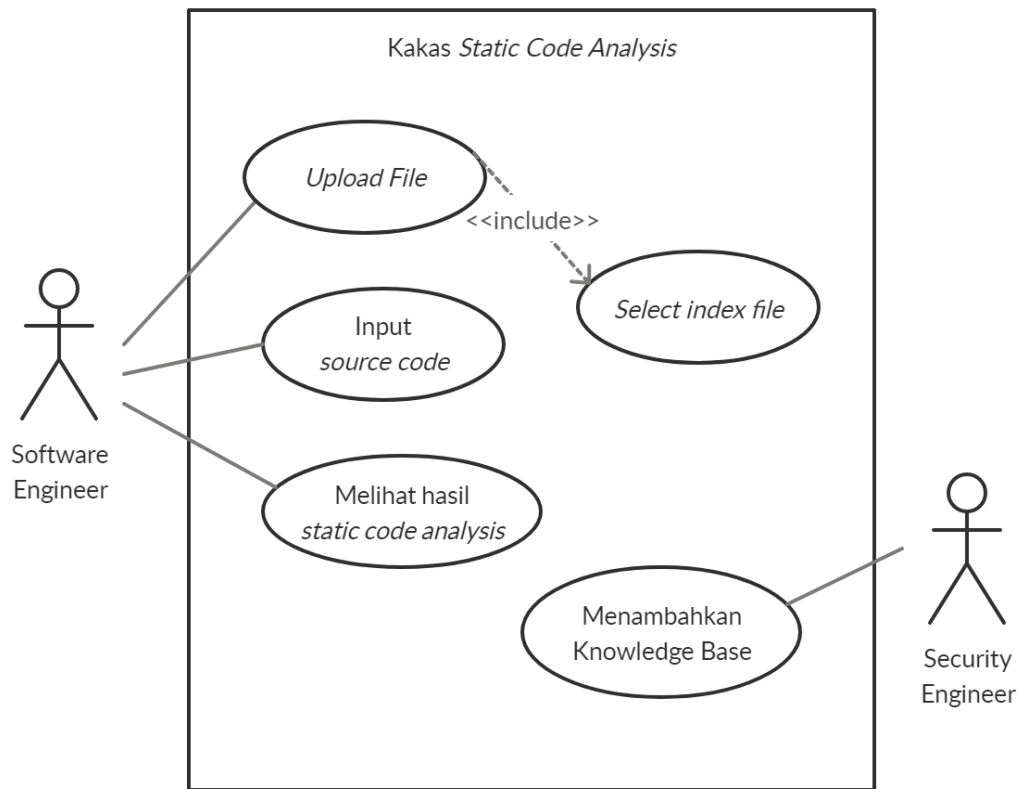 Kakas Static Code Analysis
Upload File
<<include>>
Select index file
Input
source code
Software
Engineer
Melihat hasil
static code analysis
Menambahkan
Knowledge Base
Security
Engineer